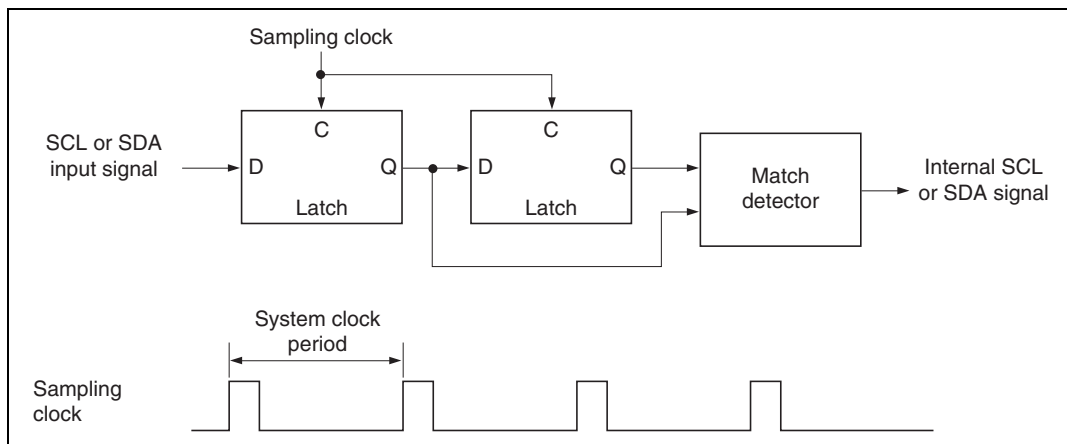 Sampling clock
SCL or SDA
input signal
C
D
Q
Latch
C
D
Q
Latch
Match
detector
Internal SCL
or SDA signal
System clock
period
Sampling
clock